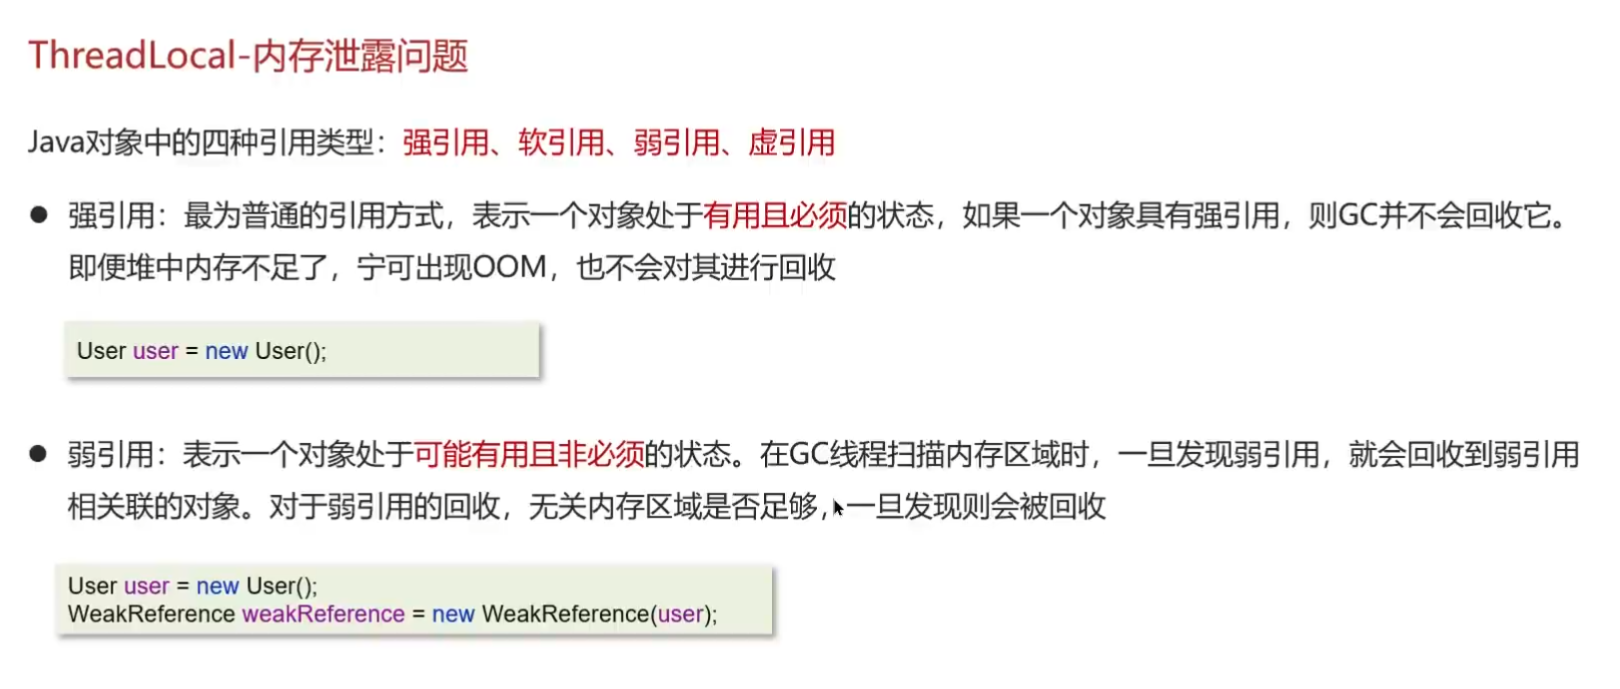 ThreadLocal-内存泄露问题
Java对象中的四种引用类型：强引用、软引用、弱引用、虚引用
● 强引用：最为普通的引用方式，表示一个对象处于有用且必须的状态，如果一个对象具有强引用，则GC并不会回收它。
即便堆中内存不足了，宁可出现OOM，也不会对其进行回收
User user = new User();
● 弱引用：表示一个对象处于可能有用且非必须的状态。在GC线程扫描内存区域时，一旦发现弱引用，就会回收到弱引用
相关联的对象。对于弱引用的回收，无关内存区域是否足够，一旦发现则会被回收
User user = new User();
WeakReference weakReference = new WeakReference(user);